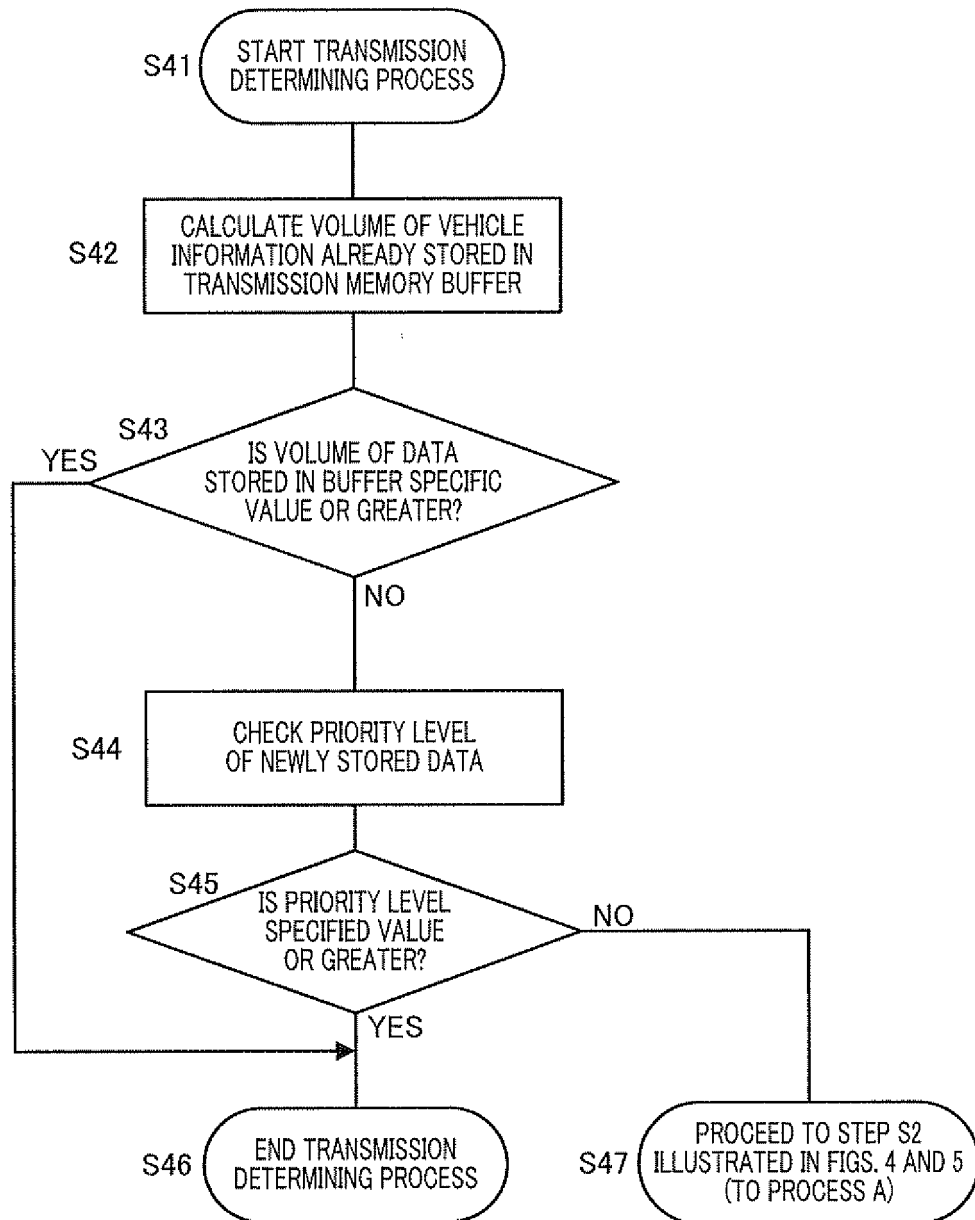 S41
START TRANSMISSION
DETERMINING PROCESS
S42
CALCULATE VOLUME OF VEHICLE
INFORMATION ALREADY STORED IN
TRANSMISSION MEMORY BUFFER
S43
YES
IS VOLUME OF DATA
STORED IN BUFFER SPECIFIC
VALUE OR GREATER?
NO
S44
CHECK PRIORITY LEVEL
OF NEWLY STORED DATA
S45
IS PRIORITY LEVEL
SPECIFIED VALUE
OR GREATER?
NO
YES
S46
END TRANSMISSION
DETERMINING PROCESS
S47
PROCEED TO STEP S2
ILLUSTRATED IN FIGS. 4 AND 5
(TO PROCESS A)